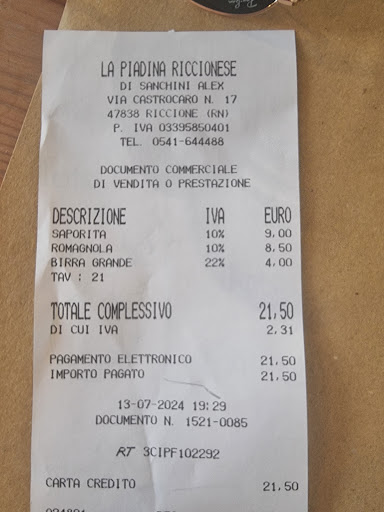 LA PIADINA RICCIONESE
DI SANCHINI ALEX
VIA CASTROCARO N. 17
47838 RICCIONE (RN)
P. IVA 03395850401
TEL. 0541-644488
DOCUMENTO COMMERCIALE
DI VENDITA O PRESTAZIONE
DESCRIZIONE IVA EURO
SAPORITA 10% 9,00
ROMAGNOLA 10% 8,50
BIRRA GRANDE 22% 4,00
TAV : 21
TOTALE COMPLESSIVO 21,50
DI CUI IVA 2,31
PAGAMENTO ELETTRONICO 21,50
IMPORTO PAGATO 21,50
13-07-2024 19:29
DOCUMENTO N. 1521-0085
RT 3CIPF102292
CARTA CREDITO 21,50